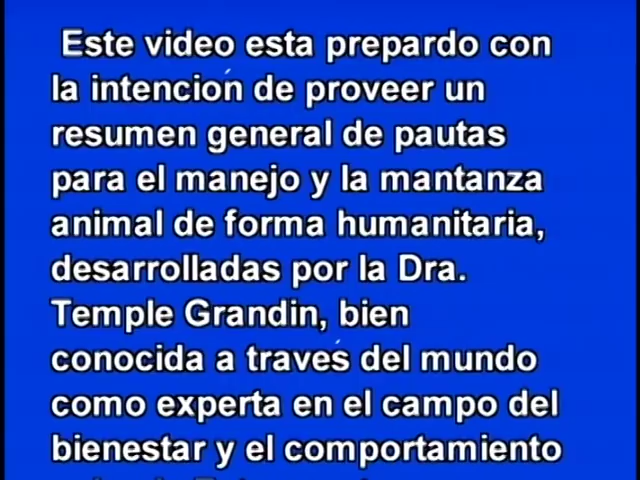 Este video esta prepardo con
la intención de proveer un
resumen general de pautas
para el manejo y la mantanza
animal de forma humanitaria,
desarrolladas por la Dra.
Temple Grandin, bien
conocida a través del mundo
como experta en el campo del
bienestar y el comportamiento